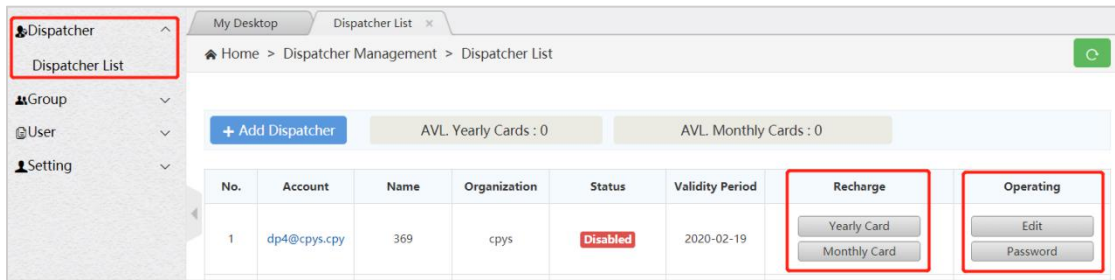 Dispatcher
Dispatcher List
Group
User
Setting
My Desktop Dispatcher List ×
Home > Dispatcher Management > Dispatcher List
+ Add Dispatcher AVL. Yearly Cards : 0 AVL. Monthly Cards : 0
No. Account Name Organization Status Validity Period Recharge Operating
1 dp4@cpys.cpy 369 cpys Disabled 2020-02-19 Yearly Card Edit
Monthly Card Password